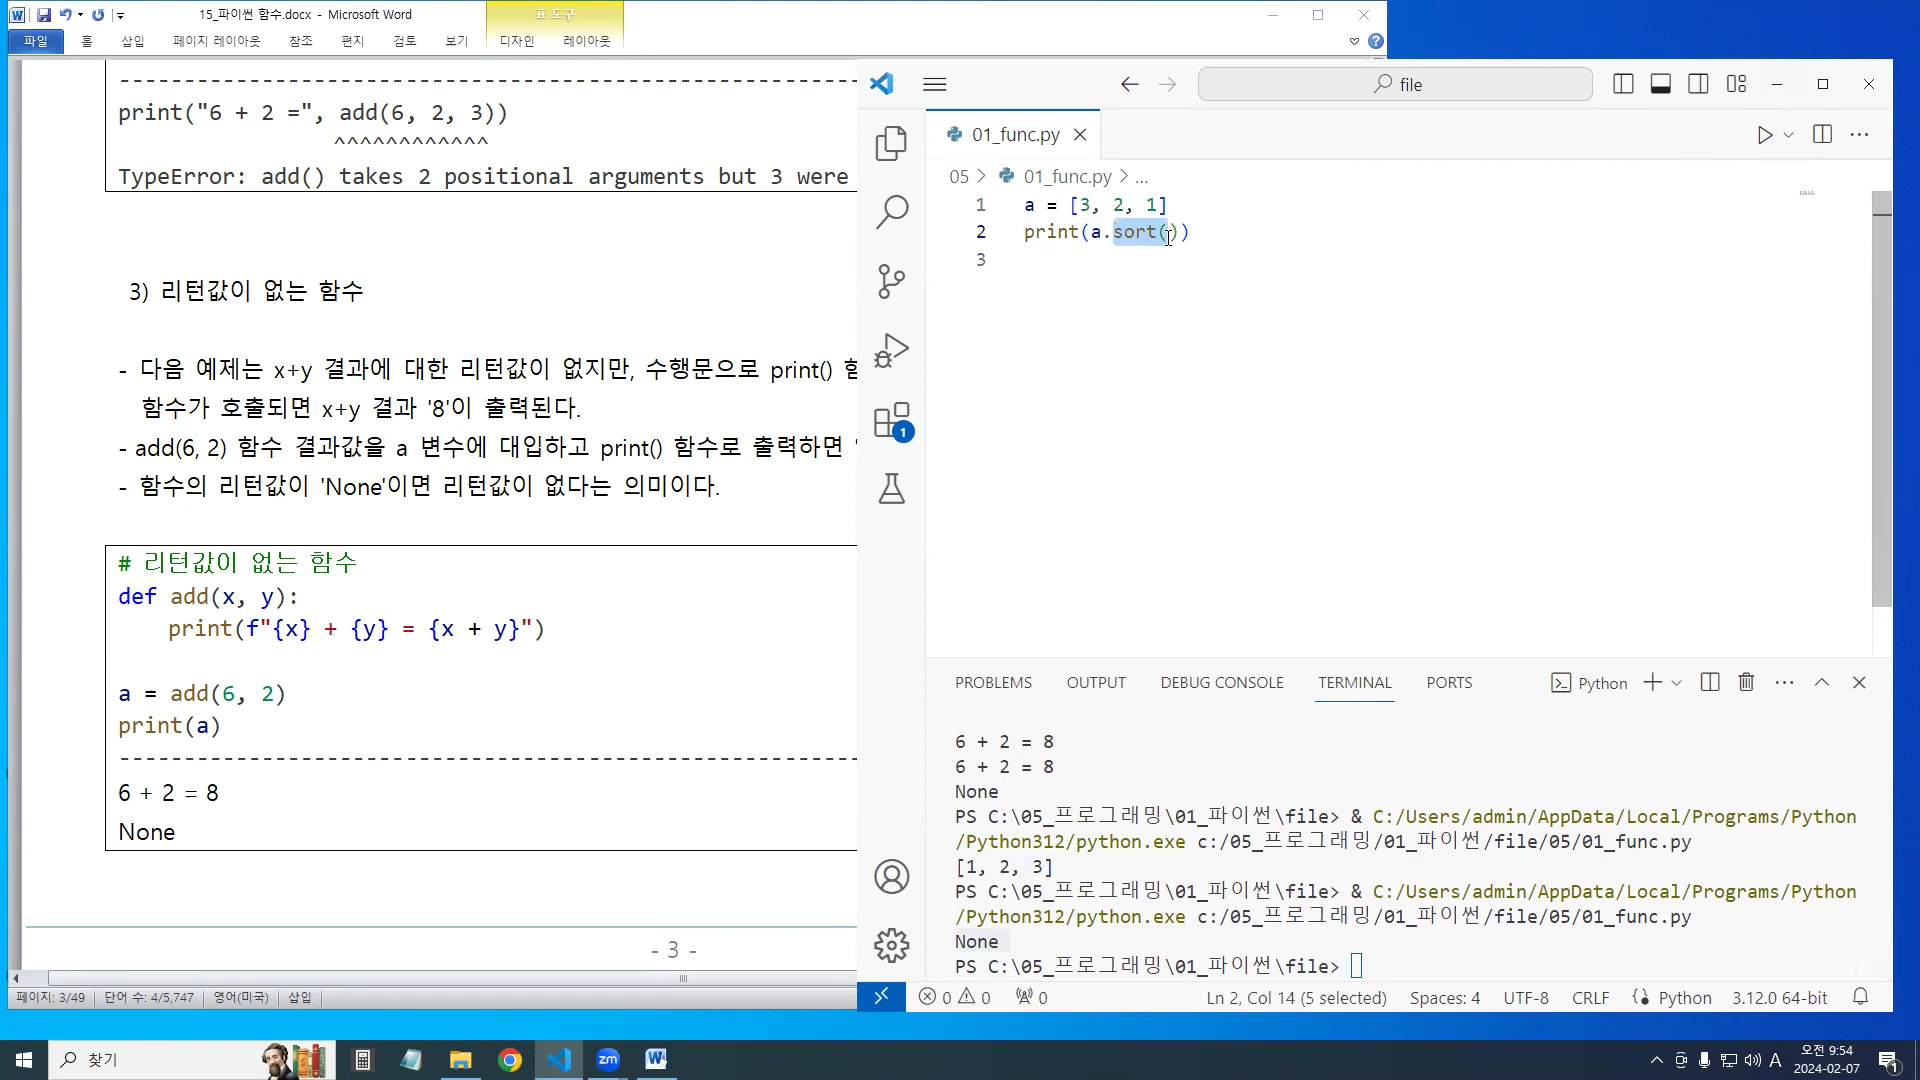 15_파이썬 함수.docx - Microsoft Word
표 도구
파일 홈 삽입 페이지 레이아웃 참조 편지 검토 보기 디자인 레이아웃
print("6 + 2 =", add(6, 2, 3))
^^^^^^^^^^^^
TypeError: add() takes 2 positional arguments but 3 were
3) 리턴값이 없는 함수
- 다음 예제는 x+y 결과에 대한 리턴값이 없지만, 수행문으로 print() 함
함수가 호출되면 x+y 결과 '8'이 출력된다.
- add(6, 2) 함수 결과값을 a 변수에 대입하고 print() 함수로 출력하면 '
- 함수의 리턴값이 'None'이면 리턴값이 없다는 의미이다.
# 리턴값이 없는 함수
def add(x, y):
    print(f"{x} + {y} = {x + y}")
a = add(6, 2)
print(a)
--------------------------------------------------------
6 + 2 = 8
None
- 3 -
페이지: 3/49 단어 수: 4/5,747 영어(미국) 삽입
file
01_func.py
05 > 01_func.py > ...
1 a = [3, 2, 1]
2 print(a.sort())
3
1
PROBLEMS OUTPUT DEBUG CONSOLE TERMINAL PORTS Python
6 + 2 = 8
6 + 2 = 8
None
PS C:\05_프로그래밍\01_파이썬\file> & C:/Users/admin/AppData/Local/Programs/Python
/Python312/python.exe c:/05_프로그래밍/01_파이썬/file/05/01_func.py
[1, 2, 3]
PS C:\05_프로그래밍\01_파이썬\file> & C:/Users/admin/AppData/Local/Programs/Python
/Python312/python.exe c:/05_프로그래밍/01_파이썬/file/05/01_func.py
None
PS C:\05_프로그래밍\01_파이썬\file>
0 0 0 Ln 2, Col 14 (5 selected) Spaces: 4 UTF-8 CRLF Python 3.12.0 64-bit
찾기
zm
A
오전 9:54
2024-02-07
1